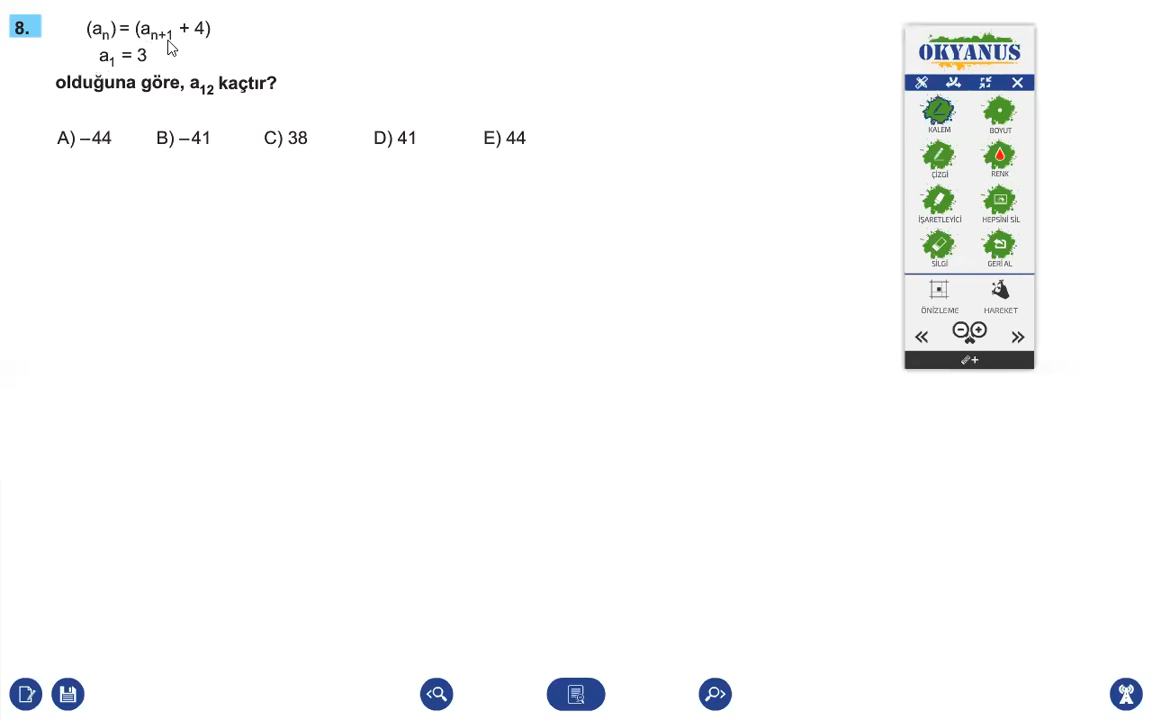 8.
(aₙ) = (aₙ₊₁ + 4)
a₁ = 3
olduğuna göre, a₁₂ kaçtır?
A) –44 B) –41 C) 38 D) 41 E) 44
OKYANUS
KALEM BOYUT
ÇİZGİ RENK
İŞARETLEYİCİ HEPSİNİ SİL
SİLGİ GERİ AL
ÖNİZLEME HAREKET